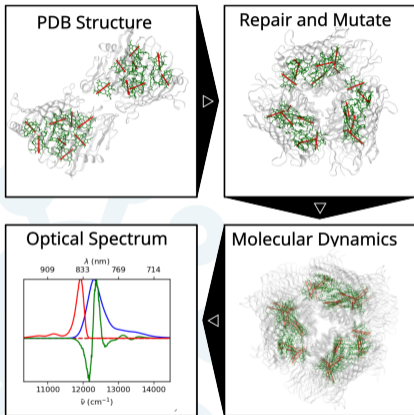 PDB Structure
Repair and Mutate
Optical Spectrum
λ (nm)
909 833 769 714
11000 12000 13000 14000
ṽ (cm⁻¹)
Molecular Dynamics